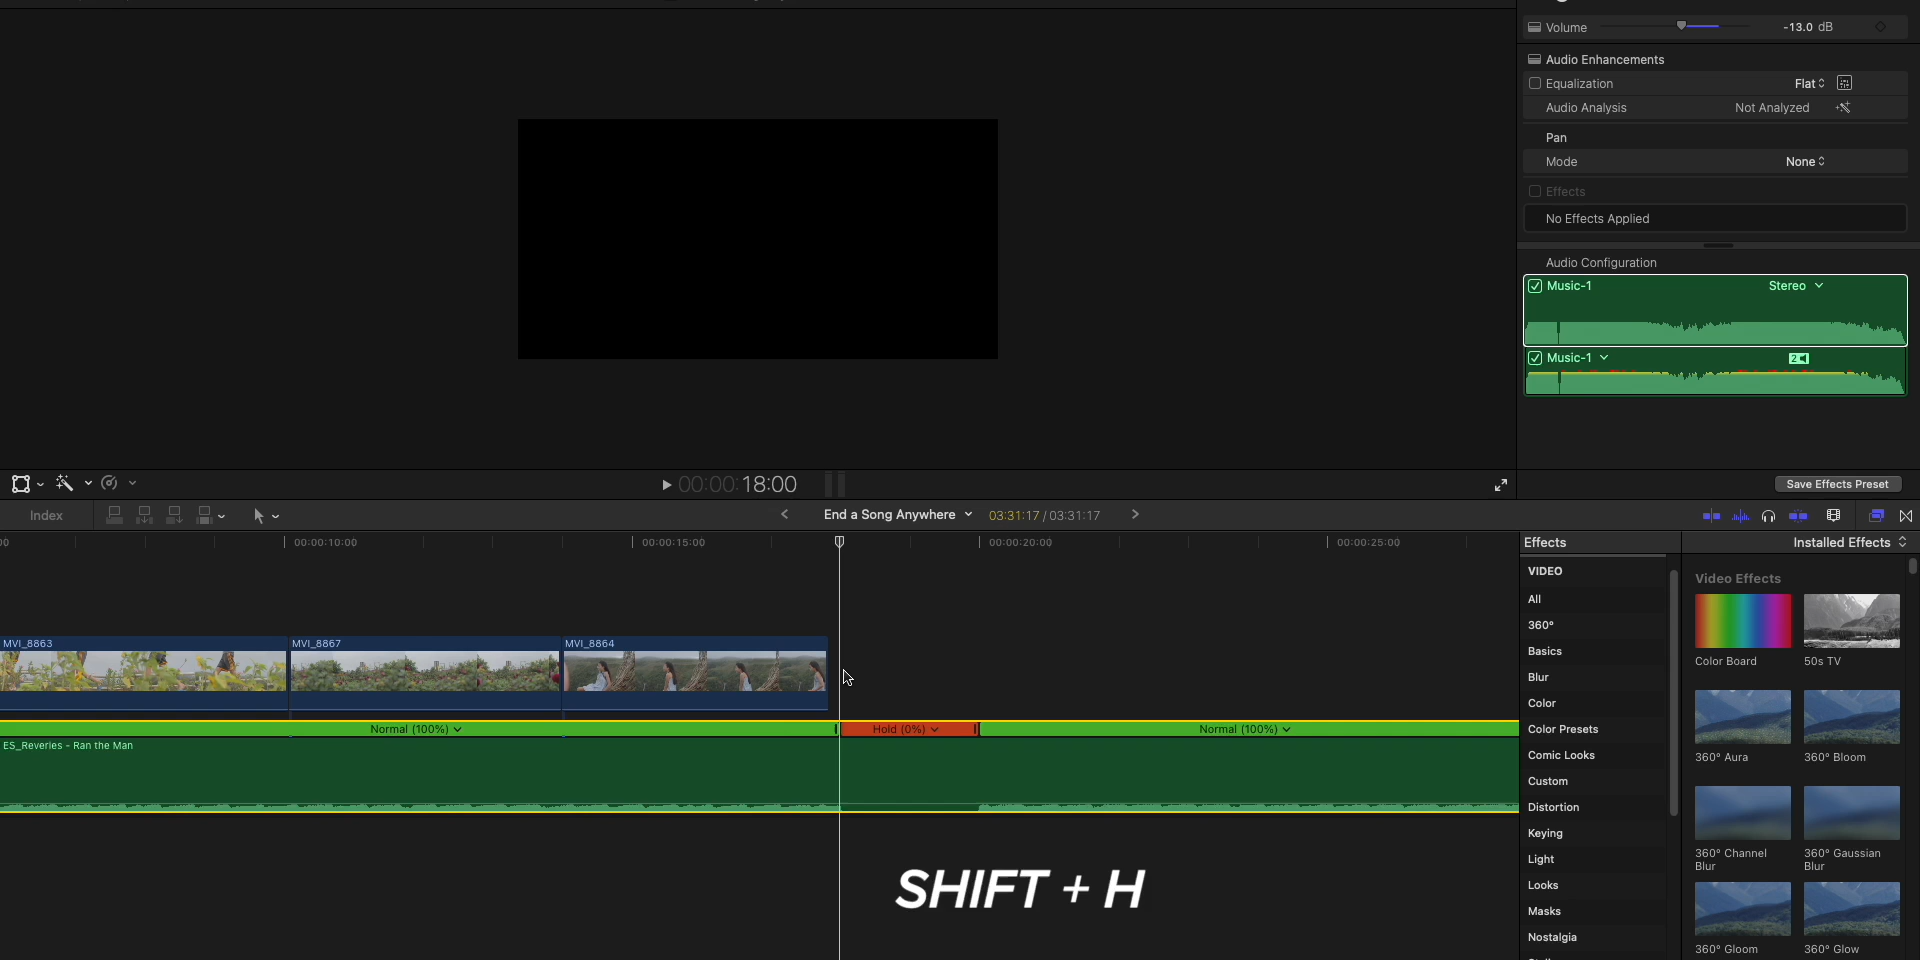 Volume
-13.0 dB
Audio Enhancements
Equalization
Flat
Audio Analysis
Not Analyzed
Pan
Mode
None
Effects
No Effects Applied
Audio Configuration
Music-1
Stereo
Music-1
2
00:00:18:00
Save Effects Preset
Index
End a Song Anywhere
03:31:17 / 03:31:17
00:00:10:00
00:00:15:00
00:00:20:00
00:00:25:00
MVI_8863
MVI_8867
MVI_8864
Normal (100%)
Hold (0%)
Normal (100%)
ES_Reveries - Ran the Man
SHIFT + H
Effects
Installed Effects
VIDEO
All
360°
Basics
Blur
Color
Color Presets
Comic Looks
Custom
Distortion
Keying
Light
Looks
Masks
Nostalgia
Video Effects
Color Board
50s TV
360° Aura
360° Bloom
360° Channel
Blur
360° Gaussian
Blur
360° Gloom
360° Glow